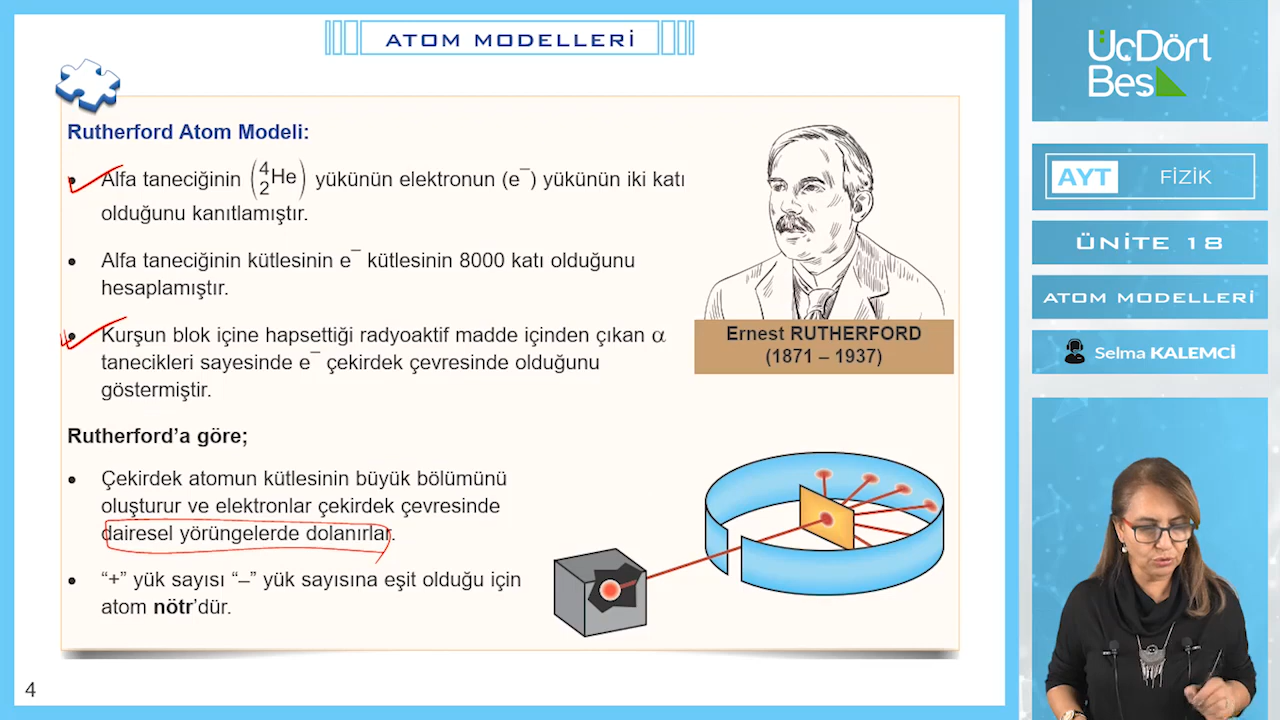 ATOM MODELLERİ
Rutherford Atom Modeli:
• Alfa taneciğinin (⁴₂He) yükünün elektronun (e⁻) yükünün iki katı
olduğunu kanıtlamıştır.
• Alfa taneciğinin kütlesinin e⁻ kütlesinin 8000 katı olduğunu
hesaplamıştır.
• Kurşun blok içine hapsettiği radyoaktif madde içinden çıkan α
tanecikleri sayesinde e⁻ çekirdek çevresinde olduğunu
göstermiştir.
Rutherford’a göre;
• Çekirdek atomun kütlesinin büyük bölümünü
oluşturur ve elektronlar çekirdek çevresinde
dairesel yörüngelerde dolanırlar.
• “+” yük sayısı “–” yük sayısına eşit olduğu için
atom nötr’dür.
Ernest RUTHERFORD
(1871 – 1937)
4
ÜçDört
Beş
AYT FİZİK
ÜNİTE 18
ATOM MODELLERİ
Selma KALEMCİ